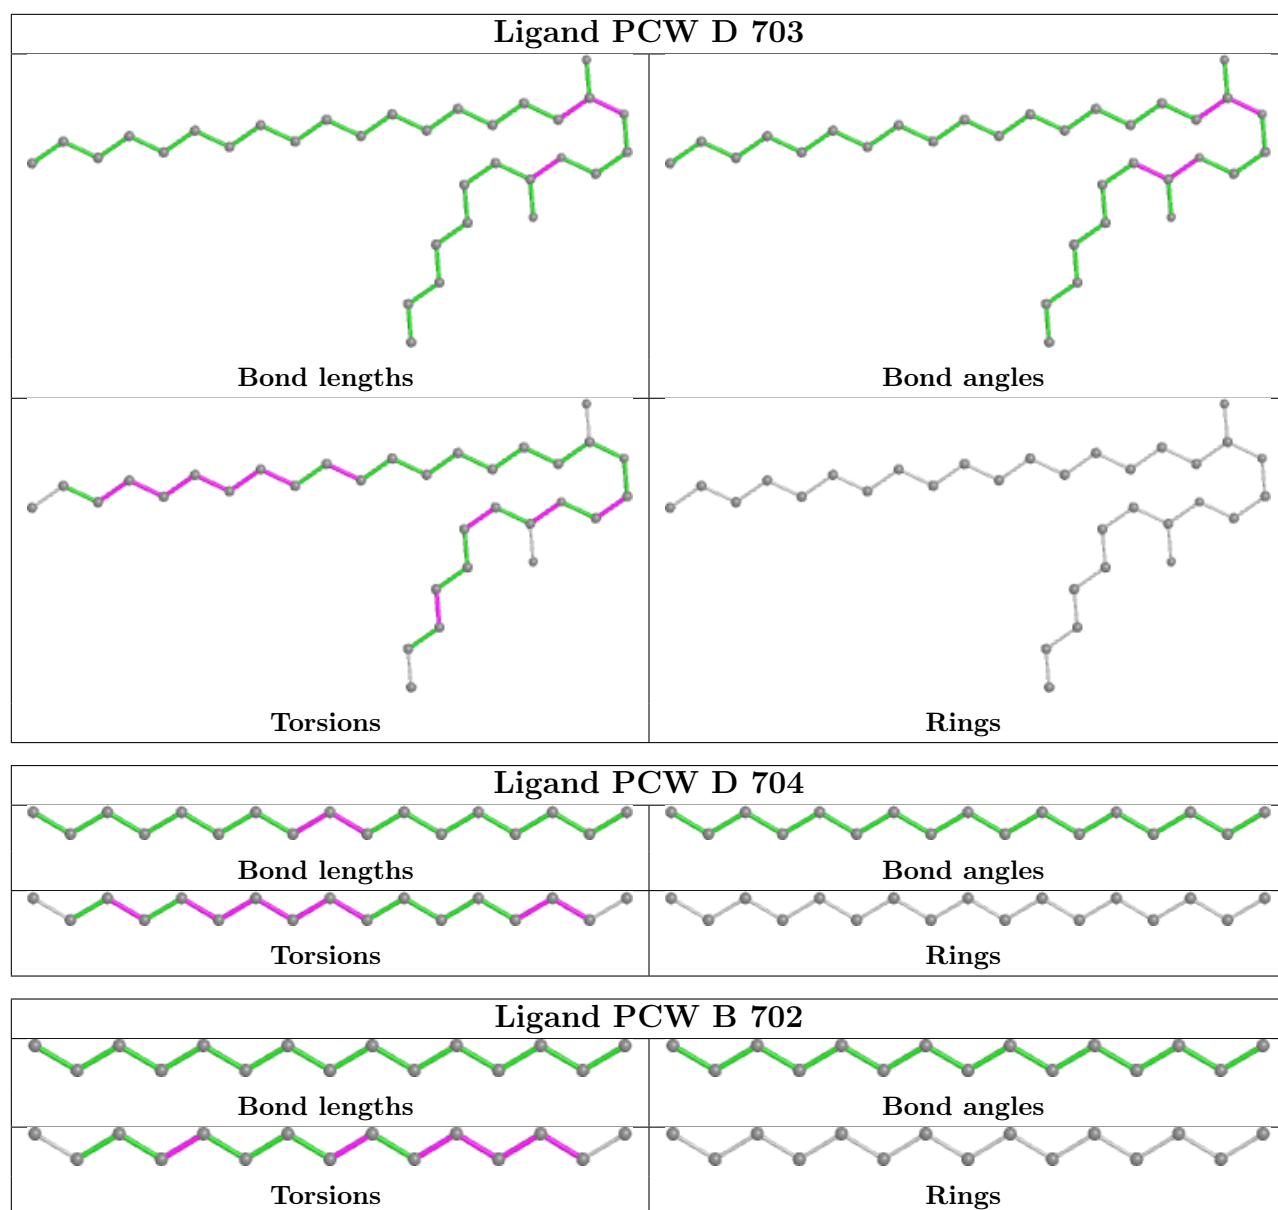 Ligand PCW D 703
Bond lengths
Bond angles
Torsions
Rings
Ligand PCW D 704
Bond lengths
Bond angles
Torsions
Rings
Ligand PCW B 702
Bond lengths
Bond angles
Torsions
Rings